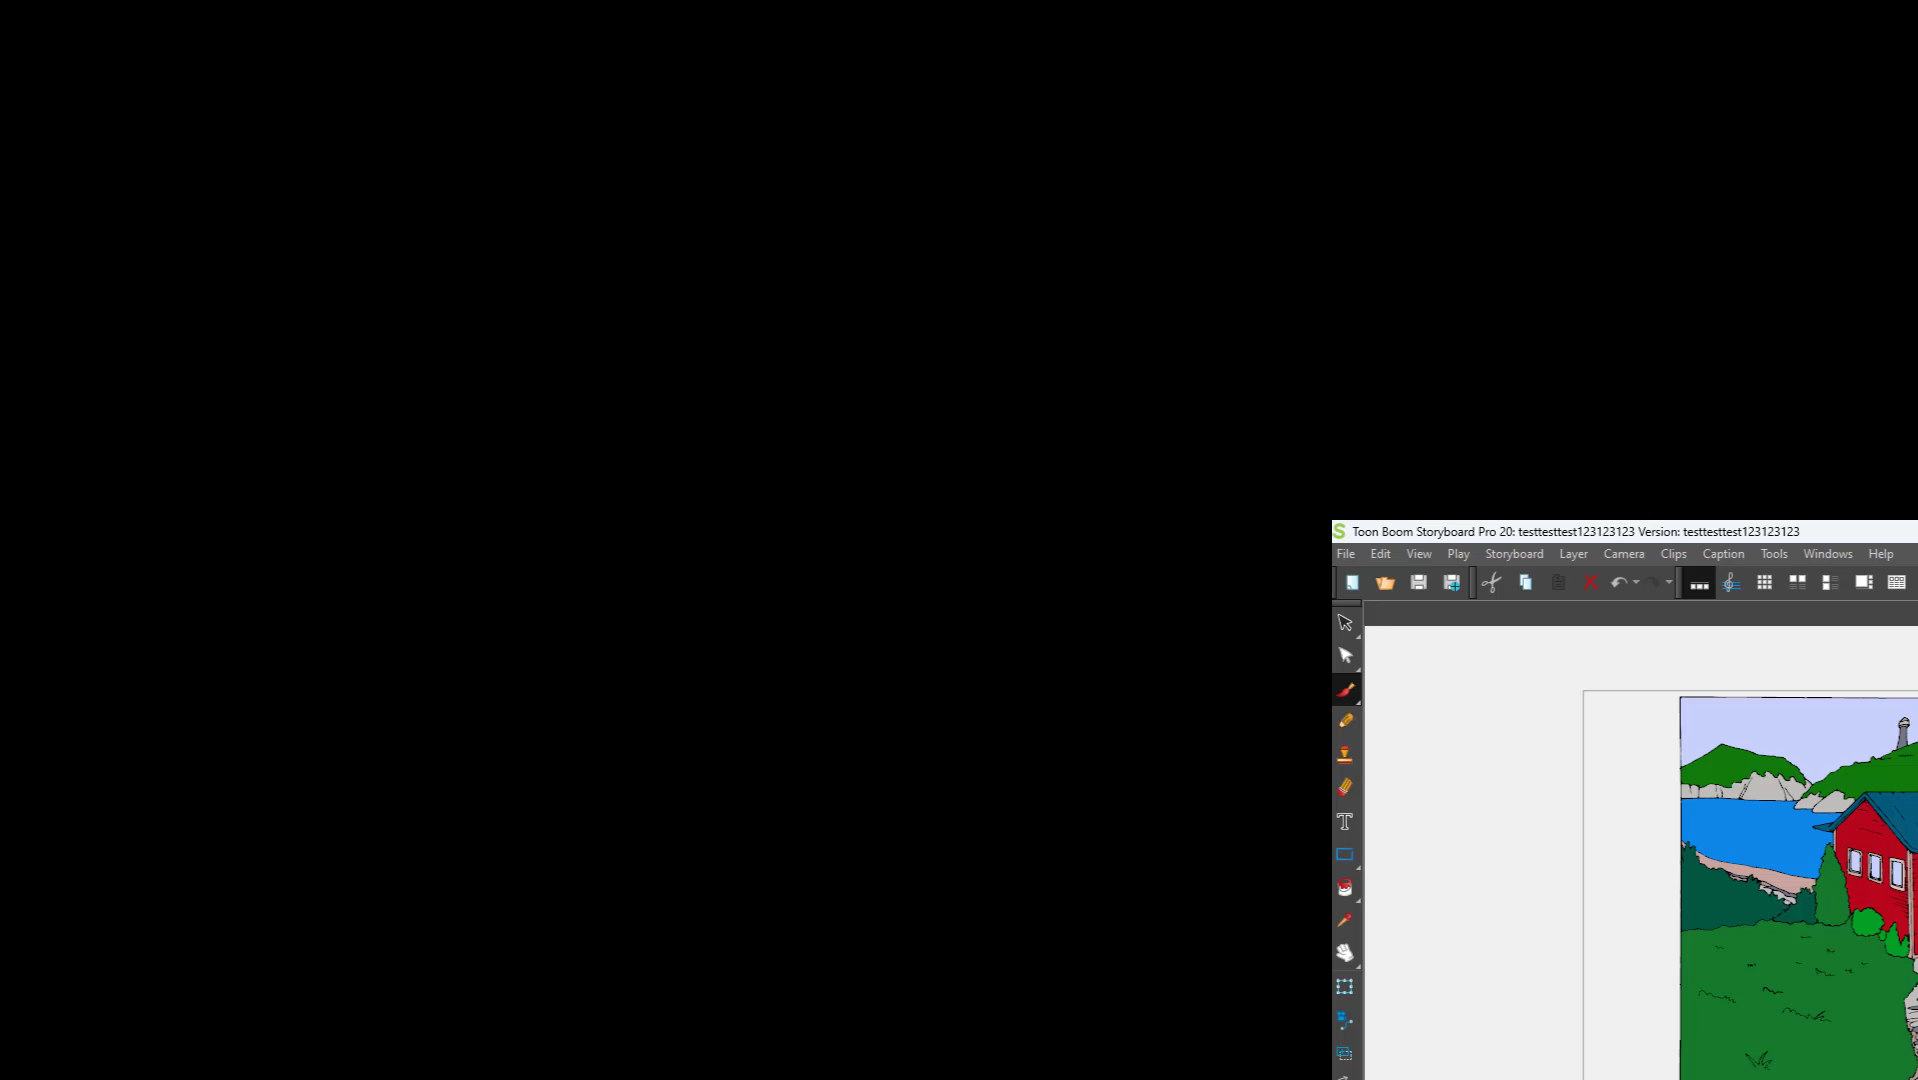 Toon Boom Storyboard Pro 20: testtesttest123123123 Version: testtesttest123123123
File Edit View Play Storyboard Layer Camera Clips Caption Tools Windows Help